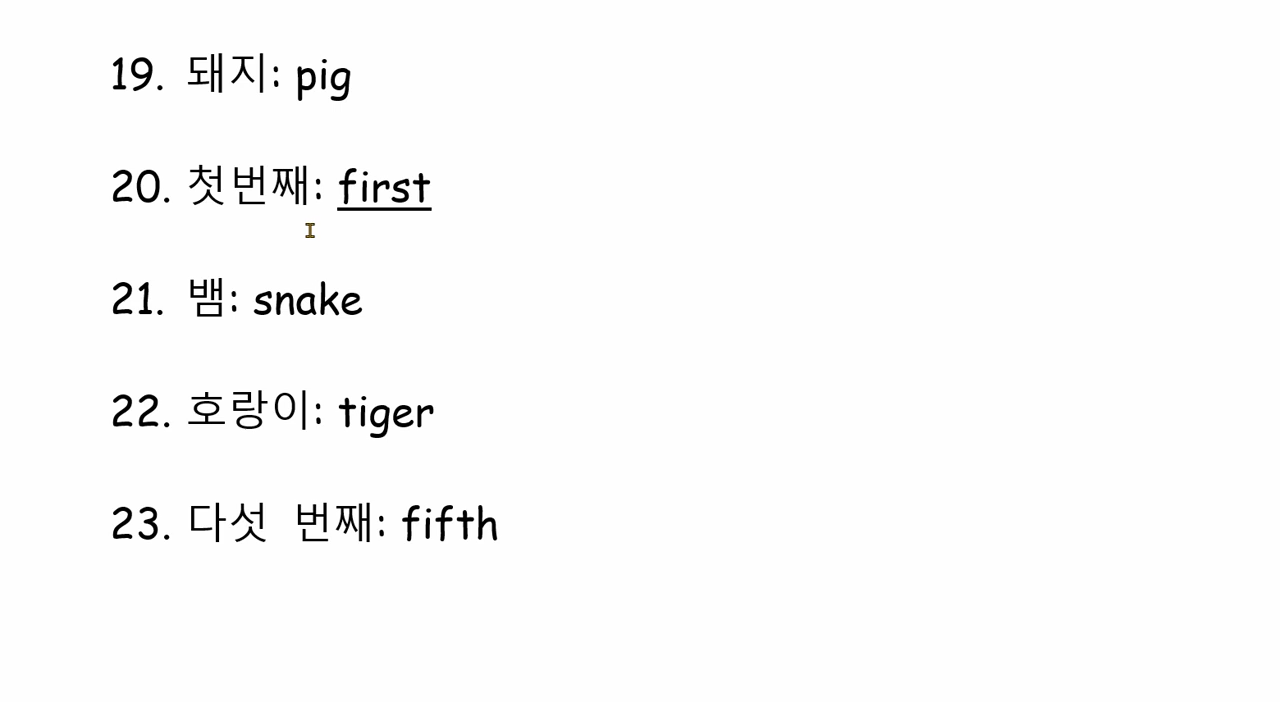 19. 돼지: pig
20. 첫번째: first
21. 뱀: snake
22. 호랑이: tiger
23. 다섯 번째: fifth